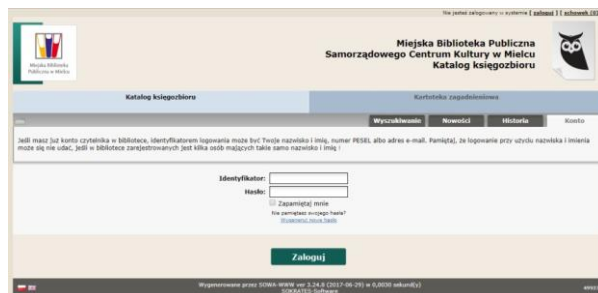 Nie jesteś zalogowany w systemie [ zaloguj ] [ schowek (0) ]
Miejska Biblioteka Publiczna
Samorządowego Centrum Kultury w Mielcu
Katalog księgozbioru
Miejska Biblioteka
Publiczna w Mielcu
Katalog księgozbioru
Kartoteka zagadnieniowa
Wyszukiwanie
Nowości
Historia
Konto
Jeśli masz już konto czytelnika w bibliotece, identyfikatorem logowania może być Twoje nazwisko i imię, numer PESEL albo adres e-mail. Pamiętaj, że logowanie przy użyciu nazwiska i imienia
może się nie udać, jeśli w bibliotece zarejestrowanych jest kilka osób mających takie samo nazwisko i imię !
Identyfikator:
Hasło:
Zapamiętaj mnie
Nie pamiętasz swojego hasła?
Wygeneruj nowe hasło
Zaloguj
Wygenerowane przez SOWA-WWW ver 3.24.8 (2017-06-29) w 0,0030 sekund(y)
SOKRATES-Software